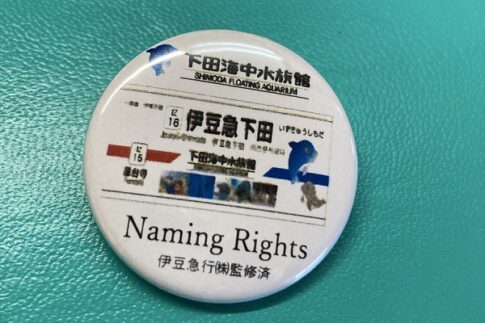 下田海中水族館
SHIMODA FLOATING AQUARIUM
に
16
伊豆急下田
いずきゅうしもだ
に
15
蓮台寺
下田海中水族館
Naming Rights
伊豆急行㈱監修済